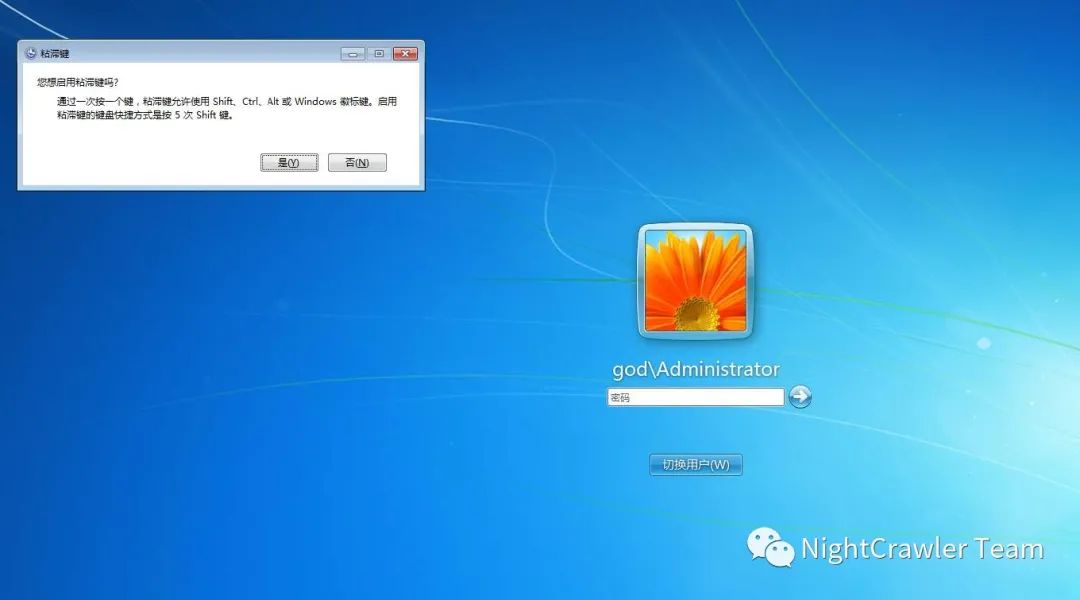 粘滞键
您想启用粘滞键吗?
通过一次按一个键，粘滞键允许使用 Shift、Ctrl、Alt 或 Windows 徽标键。启用
粘滞键的键盘快捷方式是按 5 次 Shift 键。
是(Y)
否(N)
god\Administrator
密码
切换用户(W)
NightCrawler Team